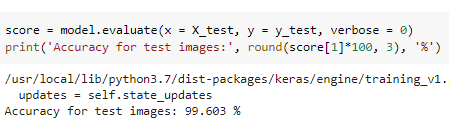 score = model.evaluate(x = X_test, y = y_test, verbose = 0)
print('Accuracy for test images:', round(score[1]*100, 3), '%')
/usr/local/lib/python3.7/dist-packages/keras/engine/training_v1.
updates = self.state_updates
Accuracy for test images: 99.603 %